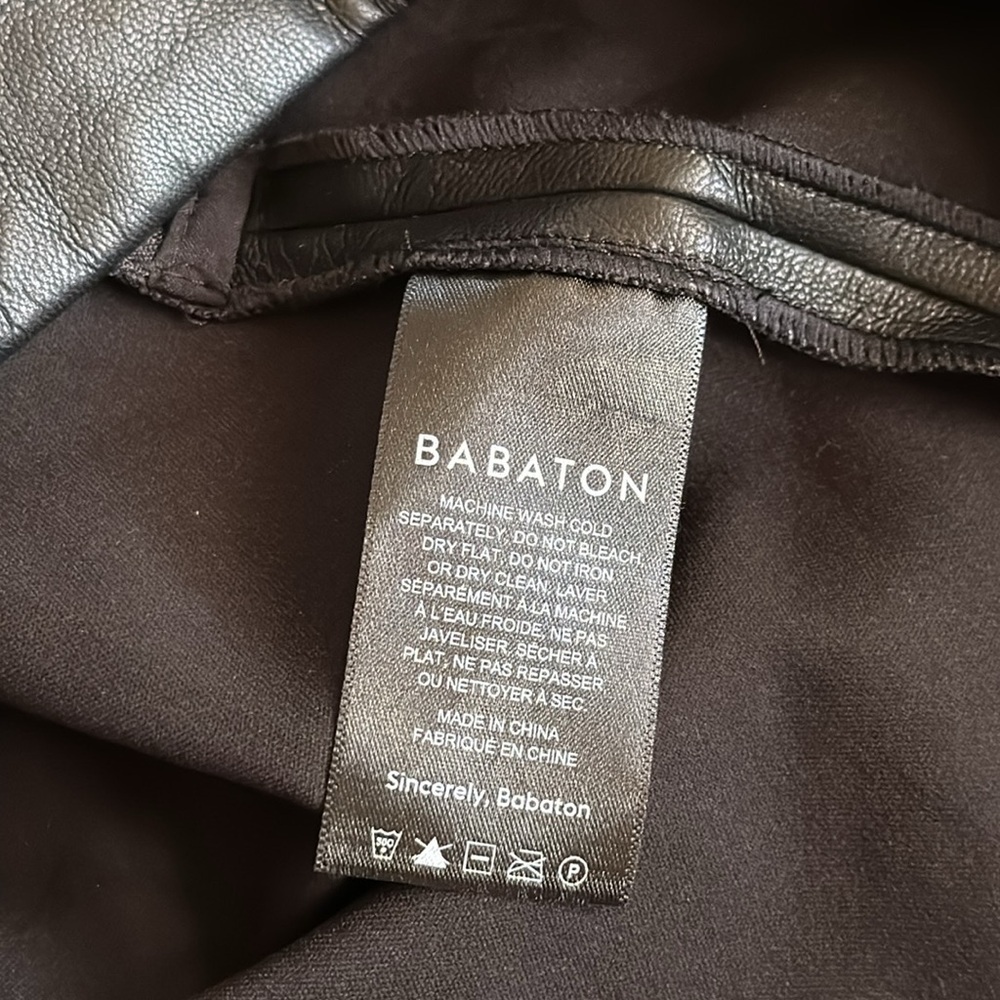 BABATON
MACHINE WASH COLD
SEPARATELY. DO NOT BLEACH.
DRY FLAT. DO NOT IRON
OR DRY CLEAN. LAVER
SÉPARÉMENT À LA MACHINE
À L'EAU FROIDE. NE PAS
JAVELISER. SÉCHER À
PLAT. NE PAS REPASSER
OU NETTOYER À SEC.
MADE IN CHINA
FABRIQUÉ EN CHINE
Sincerely, Babaton
P